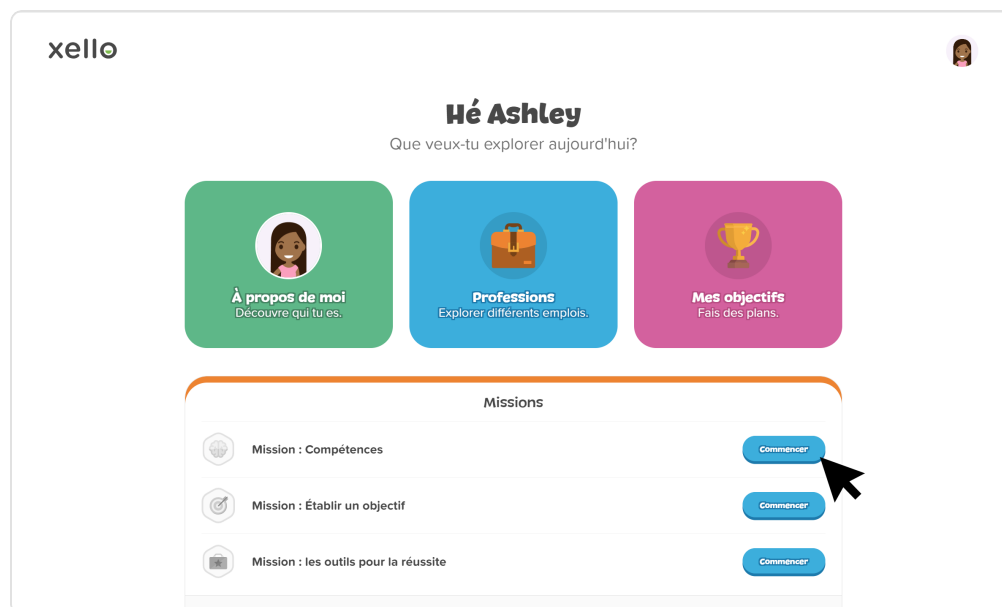 xello
Hé Ashley
Que veux-tu explorer aujourd'hui?
À propos de moi
Découvre qui tu es.
Professions
Explorer différents emplois.
Mes objectifs
Fais des plans.
Missions
Mission : Compétences
Commencer
Mission : Établir un objectif
Commencer
Mission : les outils pour la réussite
Commencer